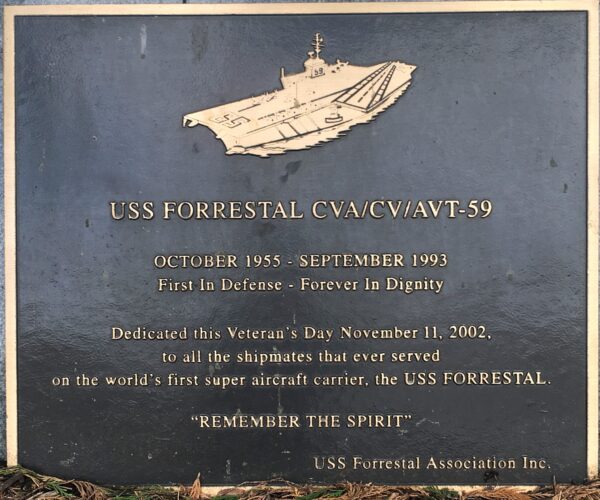 59
59
USS FORRESTAL CVA/CV/AVT-59
OCTOBER 1955 - SEPTEMBER 1993
First In Defense - Forever In Dignity
Dedicated this Veteran's Day November 11, 2002,
to all the shipmates that ever served
on the world's first super aircraft carrier, the USS FORRESTAL.
"REMEMBER THE SPIRIT"
USS Forrestal Association Inc.